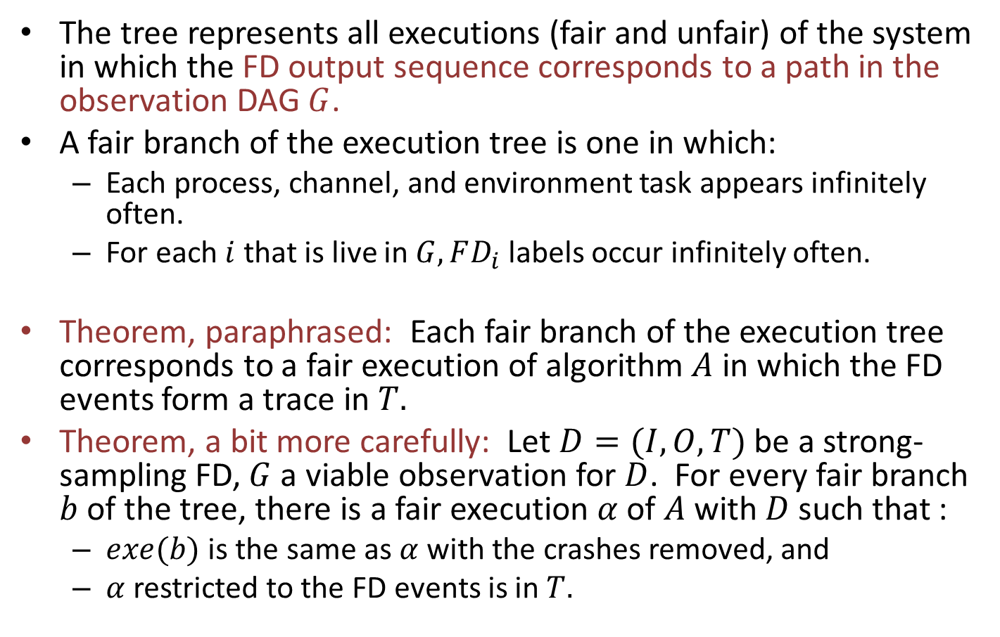 • The tree represents all executions (fair and unfair) of the system
in which the FD output sequence corresponds to a path in the
observation DAG G.
• A fair branch of the execution tree is one in which:
– Each process, channel, and environment task appears infinitely
often.
– For each i that is live in G, FDᵢ labels occur infinitely often.
• Theorem, paraphrased: Each fair branch of the execution tree
corresponds to a fair execution of algorithm A in which the FD
events form a trace in T.
• Theorem, a bit more carefully: Let D = (I, O, T) be a strong-
sampling FD, G a viable observation for D. For every fair branch
b of the tree, there is a fair execution α of A with D such that :
– exe(b) is the same as α with the crashes removed, and
– α restricted to the FD events is in T.